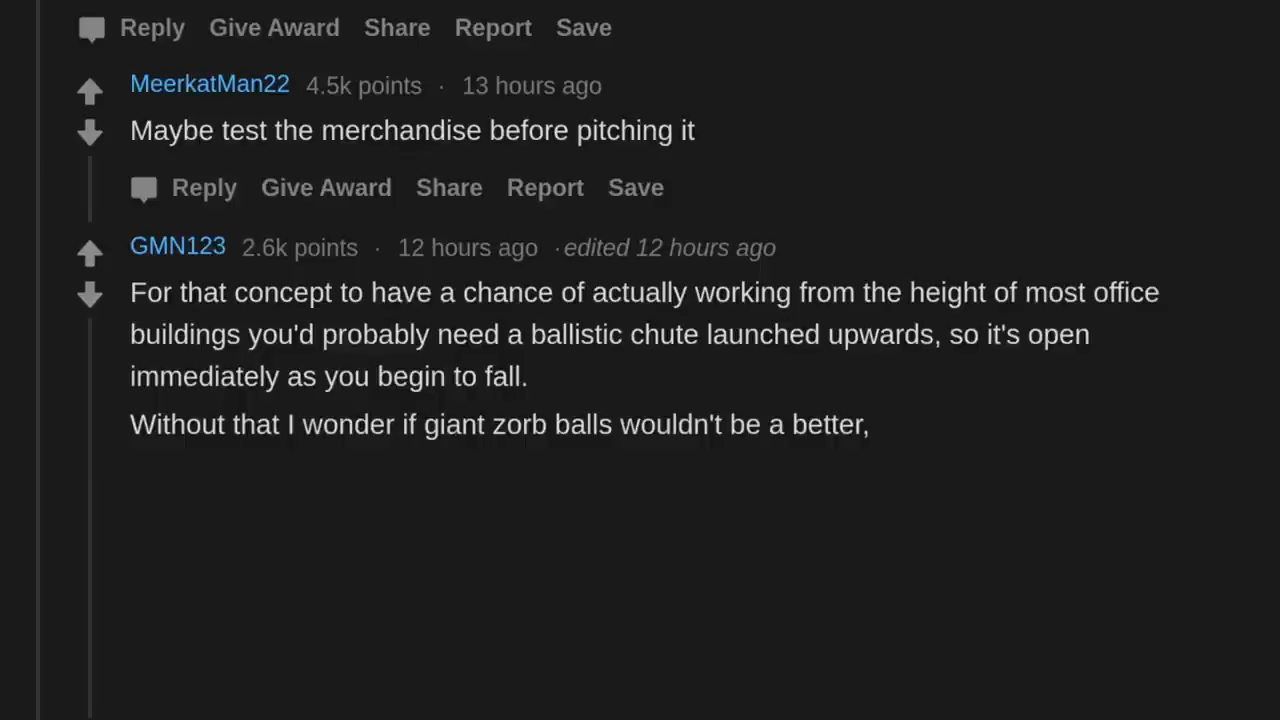 Reply Give Award Share Report Save
MeerkatMan22 4.5k points · 13 hours ago
Maybe test the merchandise before pitching it
Reply Give Award Share Report Save
GMN123 2.6k points · 12 hours ago · edited 12 hours ago
For that concept to have a chance of actually working from the height of most office
buildings you'd probably need a ballistic chute launched upwards, so it's open
immediately as you begin to fall.
Without that I wonder if giant zorb balls wouldn't be a better,